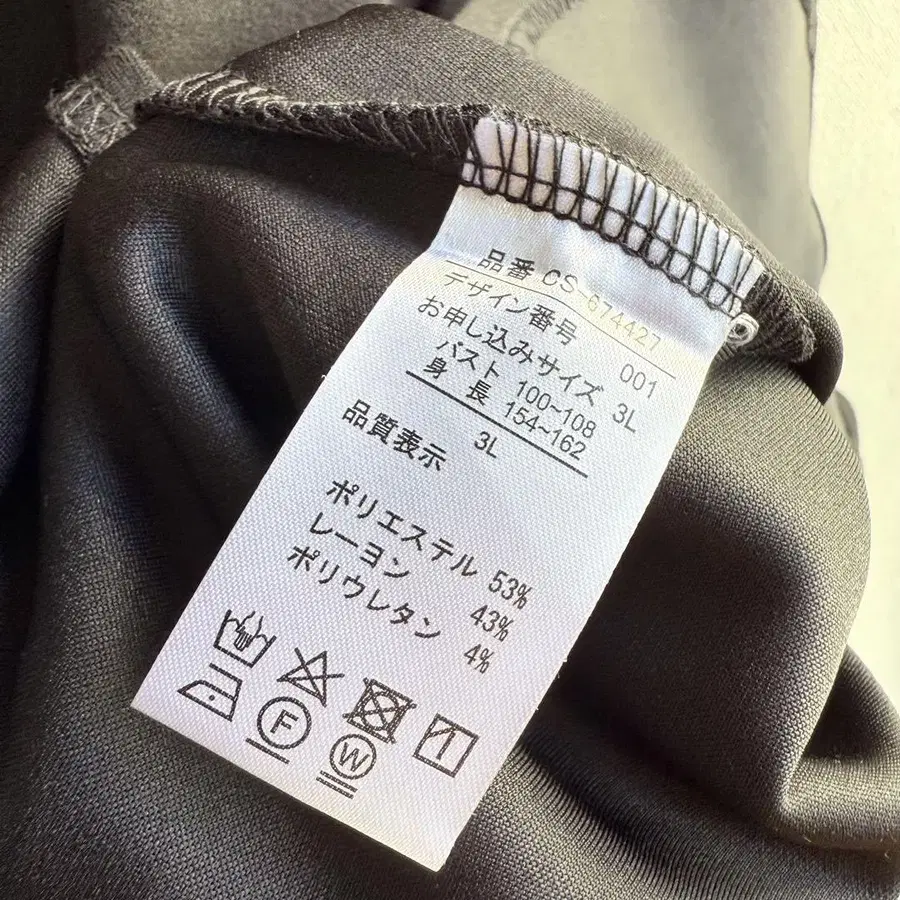 品番 CS-674427
デザイン番号 001
お申し込みサイズ 3L
バスト 100~108
身 長 154~162
品質表示 3L
ポリエステル 53%
レーヨン 43%
ポリウレタン 4%
F
W